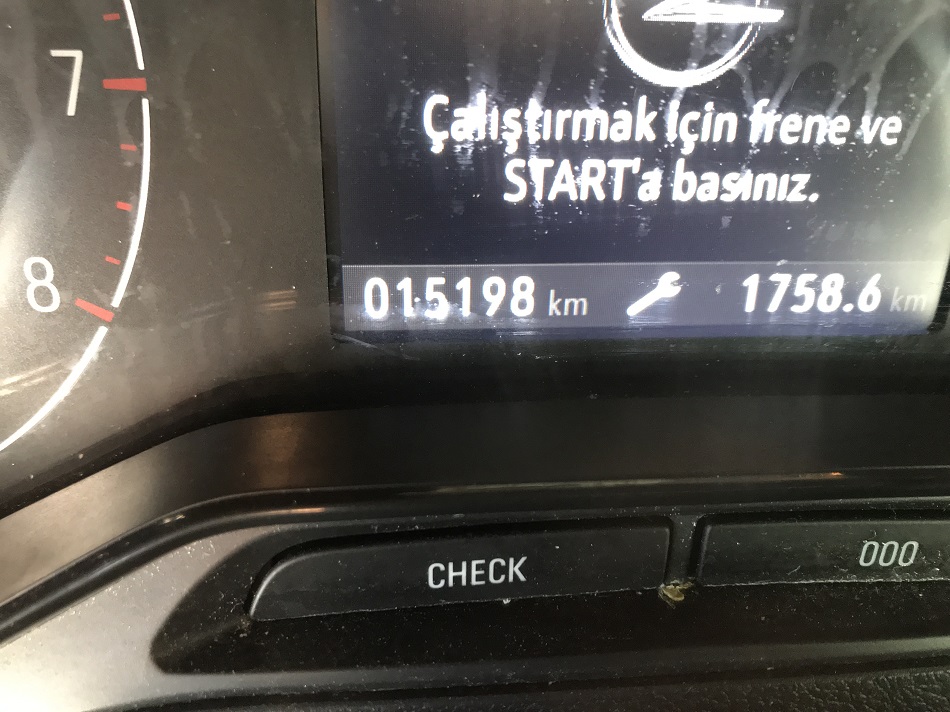 7
Çalıştırmak için frene ve
START'a basınız.
8
015198 km 1758.6 km
CHECK
000